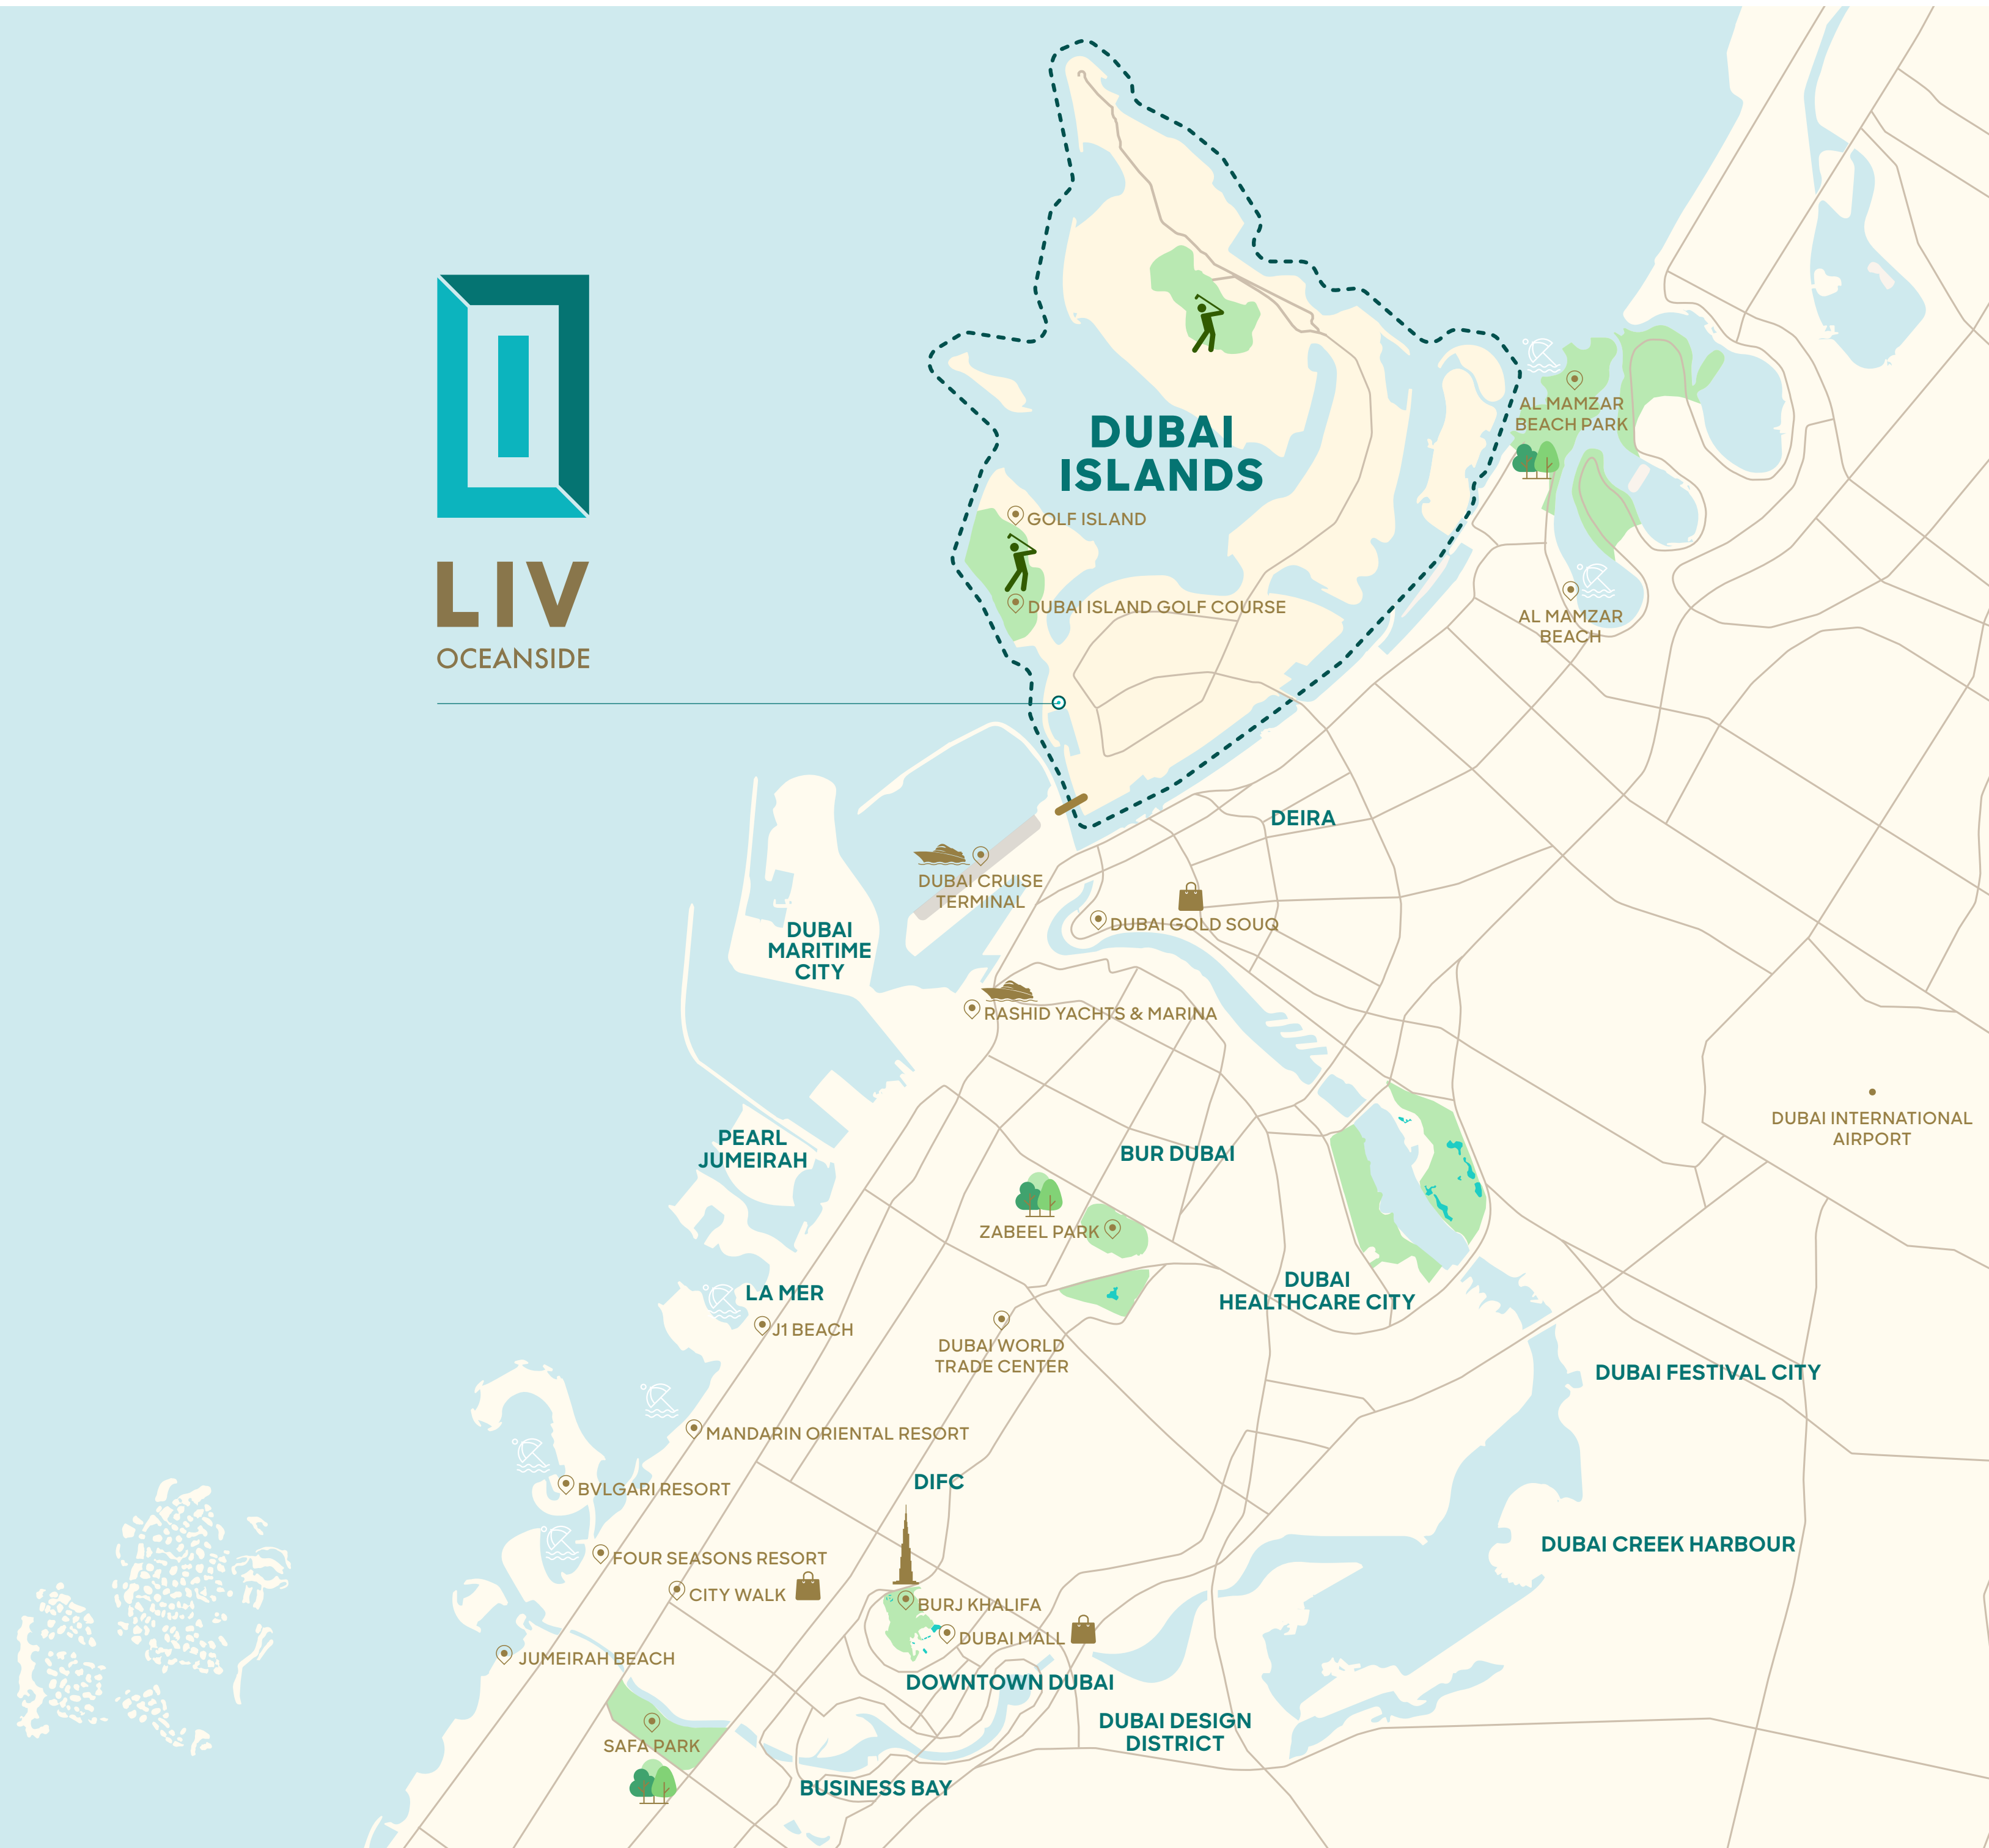 LIV
OCEANSIDE
DUBAI
ISLANDS
AL MAMZAR
BEACH PARK
GOLF ISLAND
DUBAI ISLAND GOLF COURSE
AL MAMZAR
BEACH
DEIRA
DUBAI CRUISE
TERMINAL
DUBAI GOLD SOUQ
DUBAI
MARITIME
CITY
RASHID YACHTS & MARINA
DUBAI INTERNATIONAL
AIRPORT
PEARL
JUMEIRAH
BUR DUBAI
ZABEEL PARK
DUBAI
HEALTHCARE CITY
LA MER
J1 BEACH
DUBAI WORLD
TRADE CENTER
DUBAI FESTIVAL CITY
MANDARIN ORIENTAL RESORT
DIFC
BVLGARI RESORT
DUBAI CREEK HARBOUR
FOUR SEASONS RESORT
CITY WALK
BURJ KHALIFA
DUBAI MALL
JUMEIRAH BEACH
DOWNTOWN DUBAI
DUBAI DESIGN
DISTRICT
SAFA PARK
BUSINESS BAY